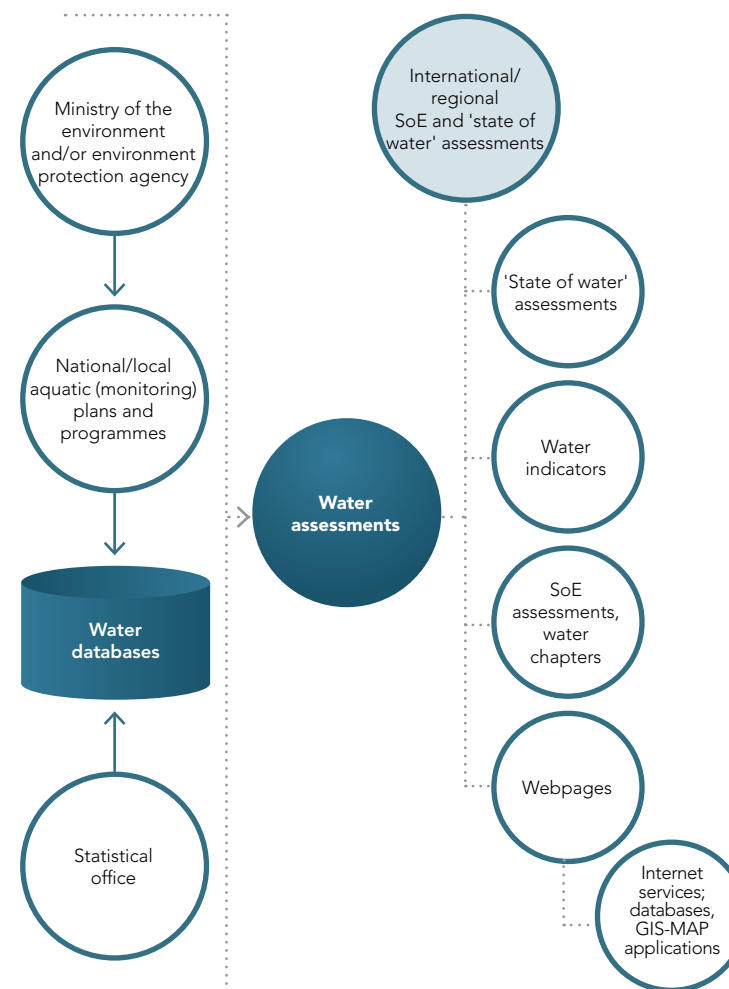 Ministry of the
environment
and/or environment
protection agency
National/local
aquatic (monitoring)
plans and
programmes
Water
databases
Statistical
office
Water
assessments
International/
regional
SoE and 'state of
water' assessments
'State of water'
assessments
Water
indicators
SoE
assessments,
water
chapters
Webpages
Internet
services;
databases,
GIS-MAP
applications